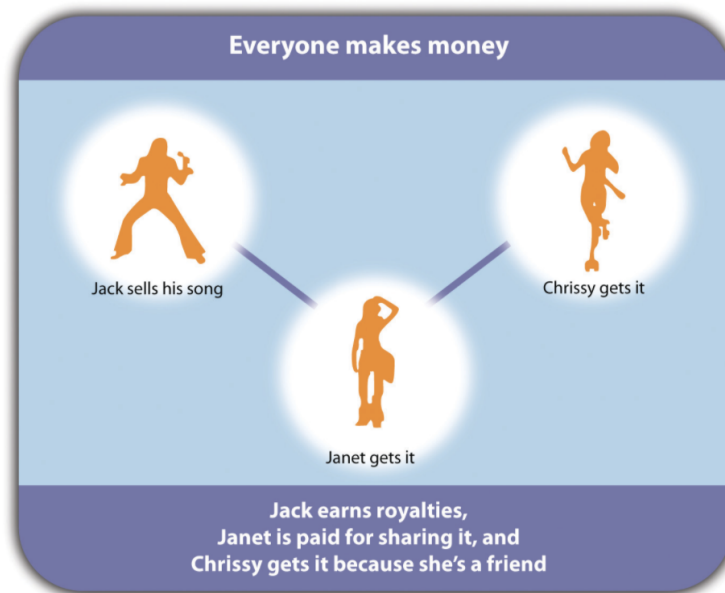 Everyone makes money
Jack sells his song
Chrissy gets it
Janet gets it
Jack earns royalties,
Janet is paid for sharing it, and
Chrissy gets it because she's a friend